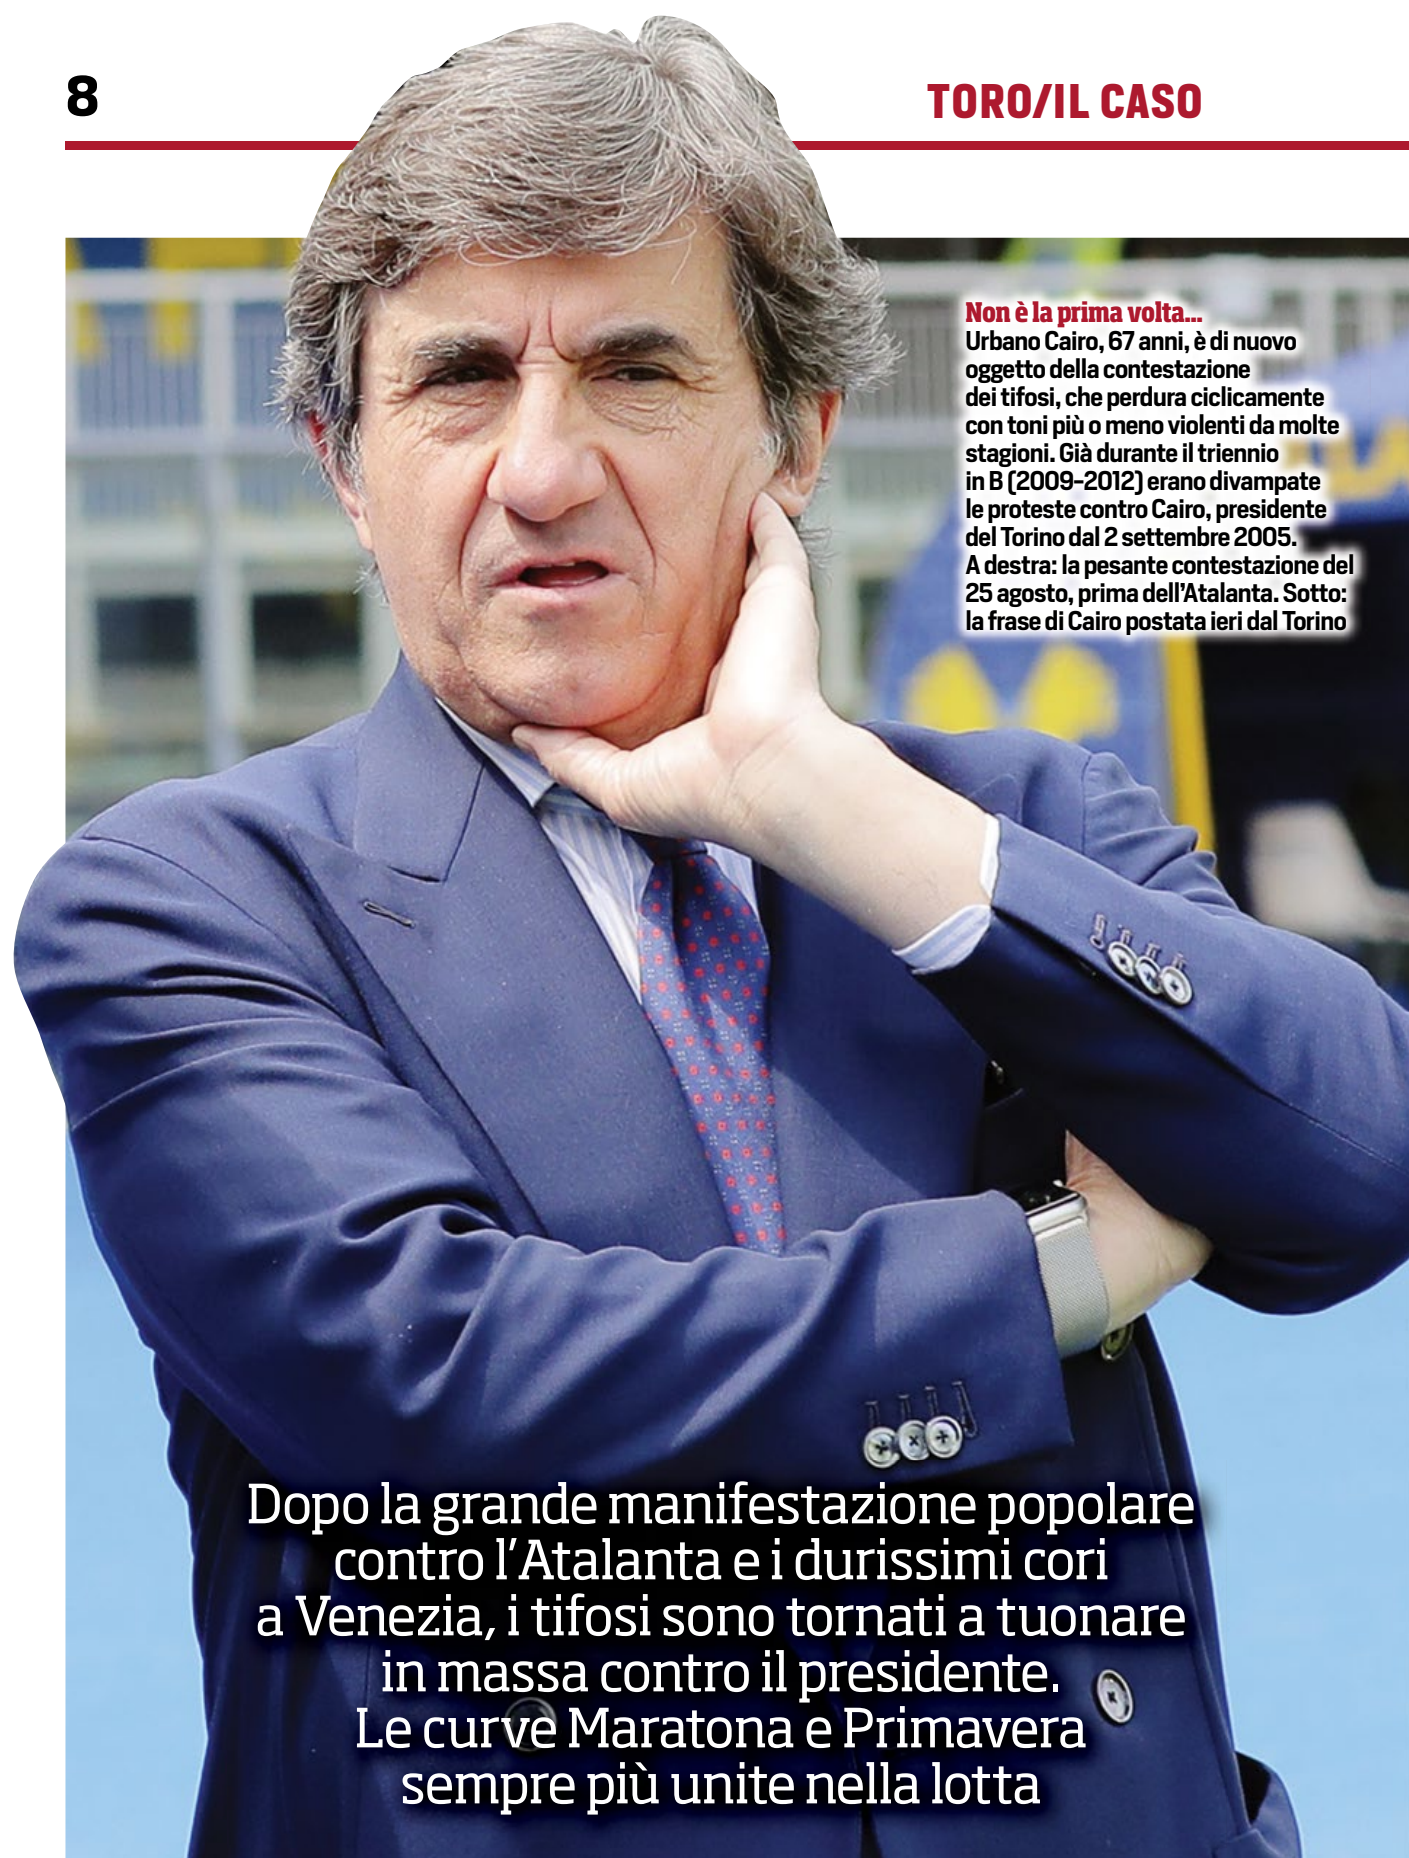 8
TORO/IL CASO
Non è la prima volta...
Urbano Cairo, 67 anni, è di nuovo
oggetto della contestazione
dei tifosi, che perdura ciclicamente
con toni più o meno violenti da molte
stagioni. Già durante il triennio
in B (2009-2012) erano divampate
le proteste contro Cairo, presidente
del Torino dal 2 settembre 2005.
A destra: la pesante contestazione del
25 agosto, prima dell’Atalanta. Sotto:
la frase di Cairo postata ieri dal Torino
Dopo la grande manifestazione popolare
contro l’Atalanta e i durissimi cori
a Venezia, i tifosi sono tornati a tuonare
in massa contro il presidente.
Le curve Maratona e Primavera
sempre più unite nella lotta